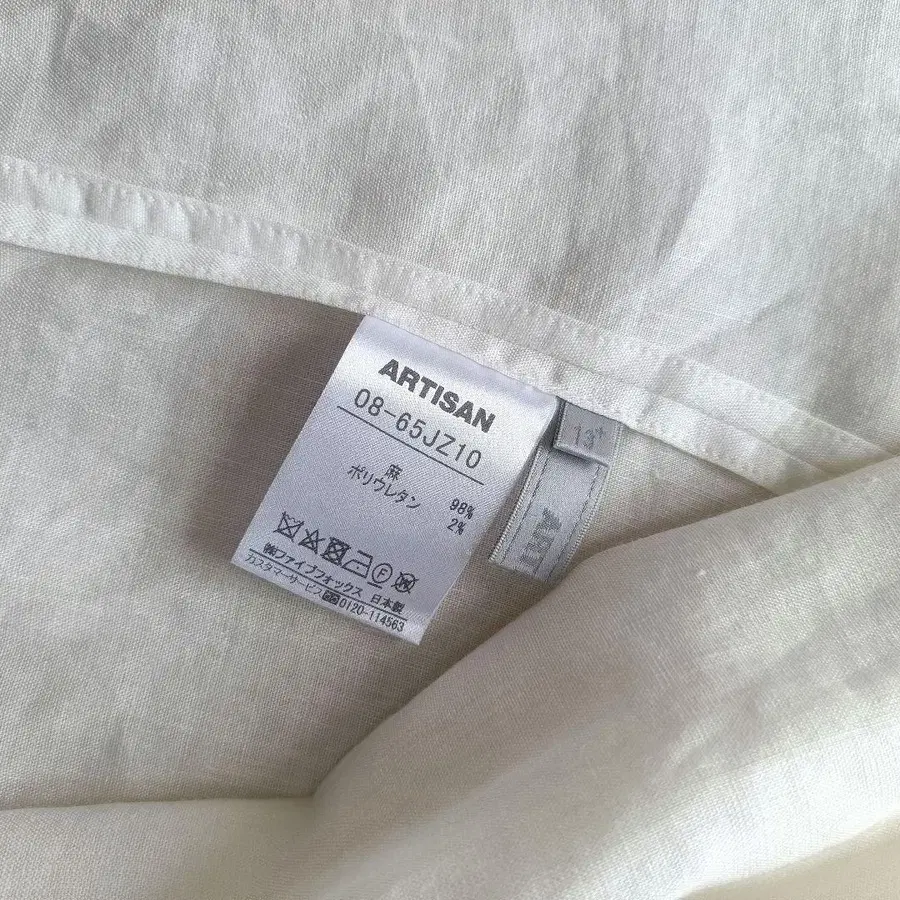 ARTISAN
08-65JZ10
麻 98%
ポリウレタン 2%
㈱ファイブフォックス 日本製
カスタマーサービス 0120-114563
13+
ART